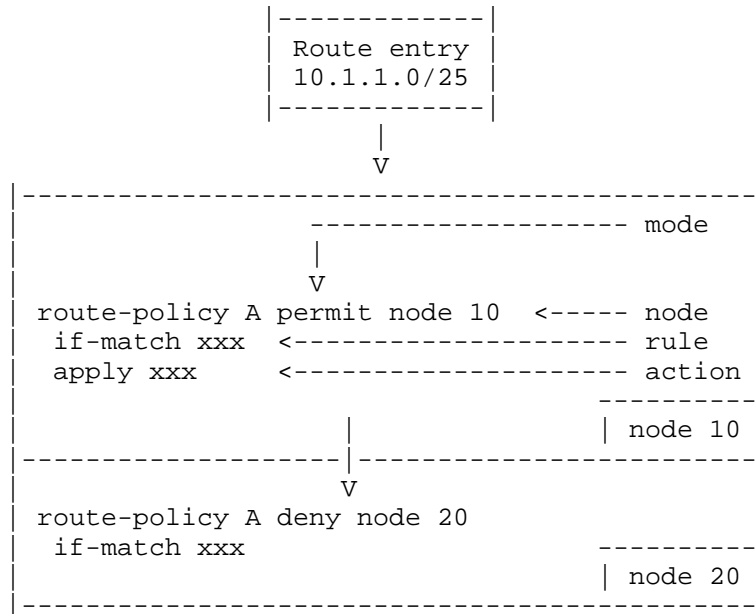 Route entry
10.1.1.0/25
V
mode
V
route-policy A permit node 10 <----- node
if-match xxx <--------------------- rule
apply xxx <--------------------- action
node 10
V
route-policy A deny node 20
if-match xxx
node 20